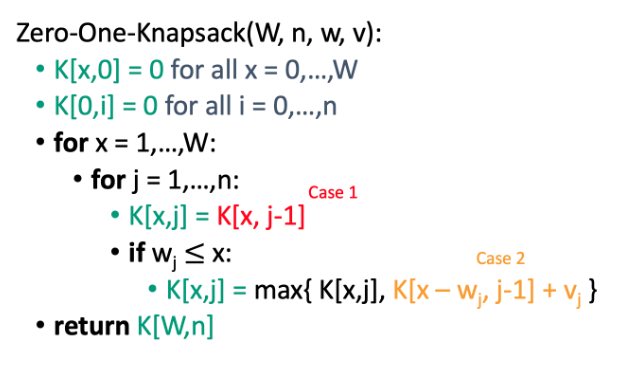 Zero-One-Knapsack(W, n, w, v):
• K[x,0] = 0 for all x = 0,...,W
• K[0,i] = 0 for all i = 0,...,n
• for x = 1,...,W:
• for j = 1,...,n:
Case 1
• K[x,j] = K[x, j-1]
• if wⱼ ≤ x:
Case 2
• K[x,j] = max{ K[x,j], K[x – wⱼ, j-1] + vⱼ }
• return K[W,n]